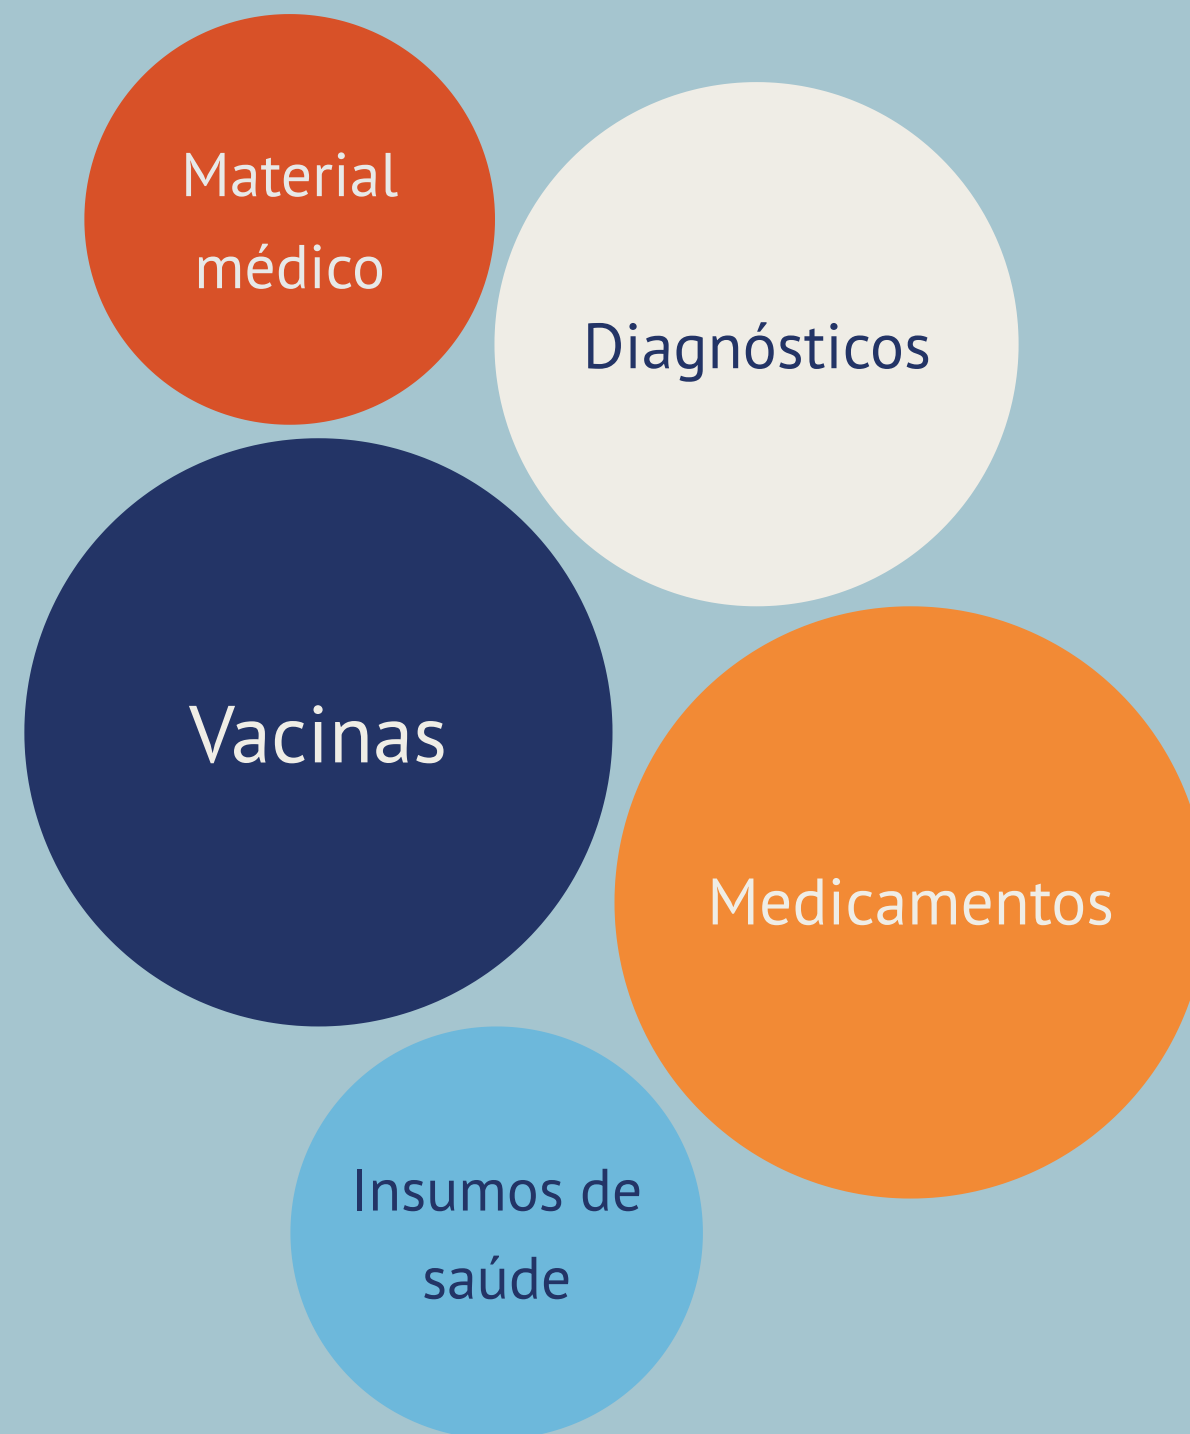 Material
médico
Diagnósticos
Vacinas
Medicamentos
Insumos de
saúde